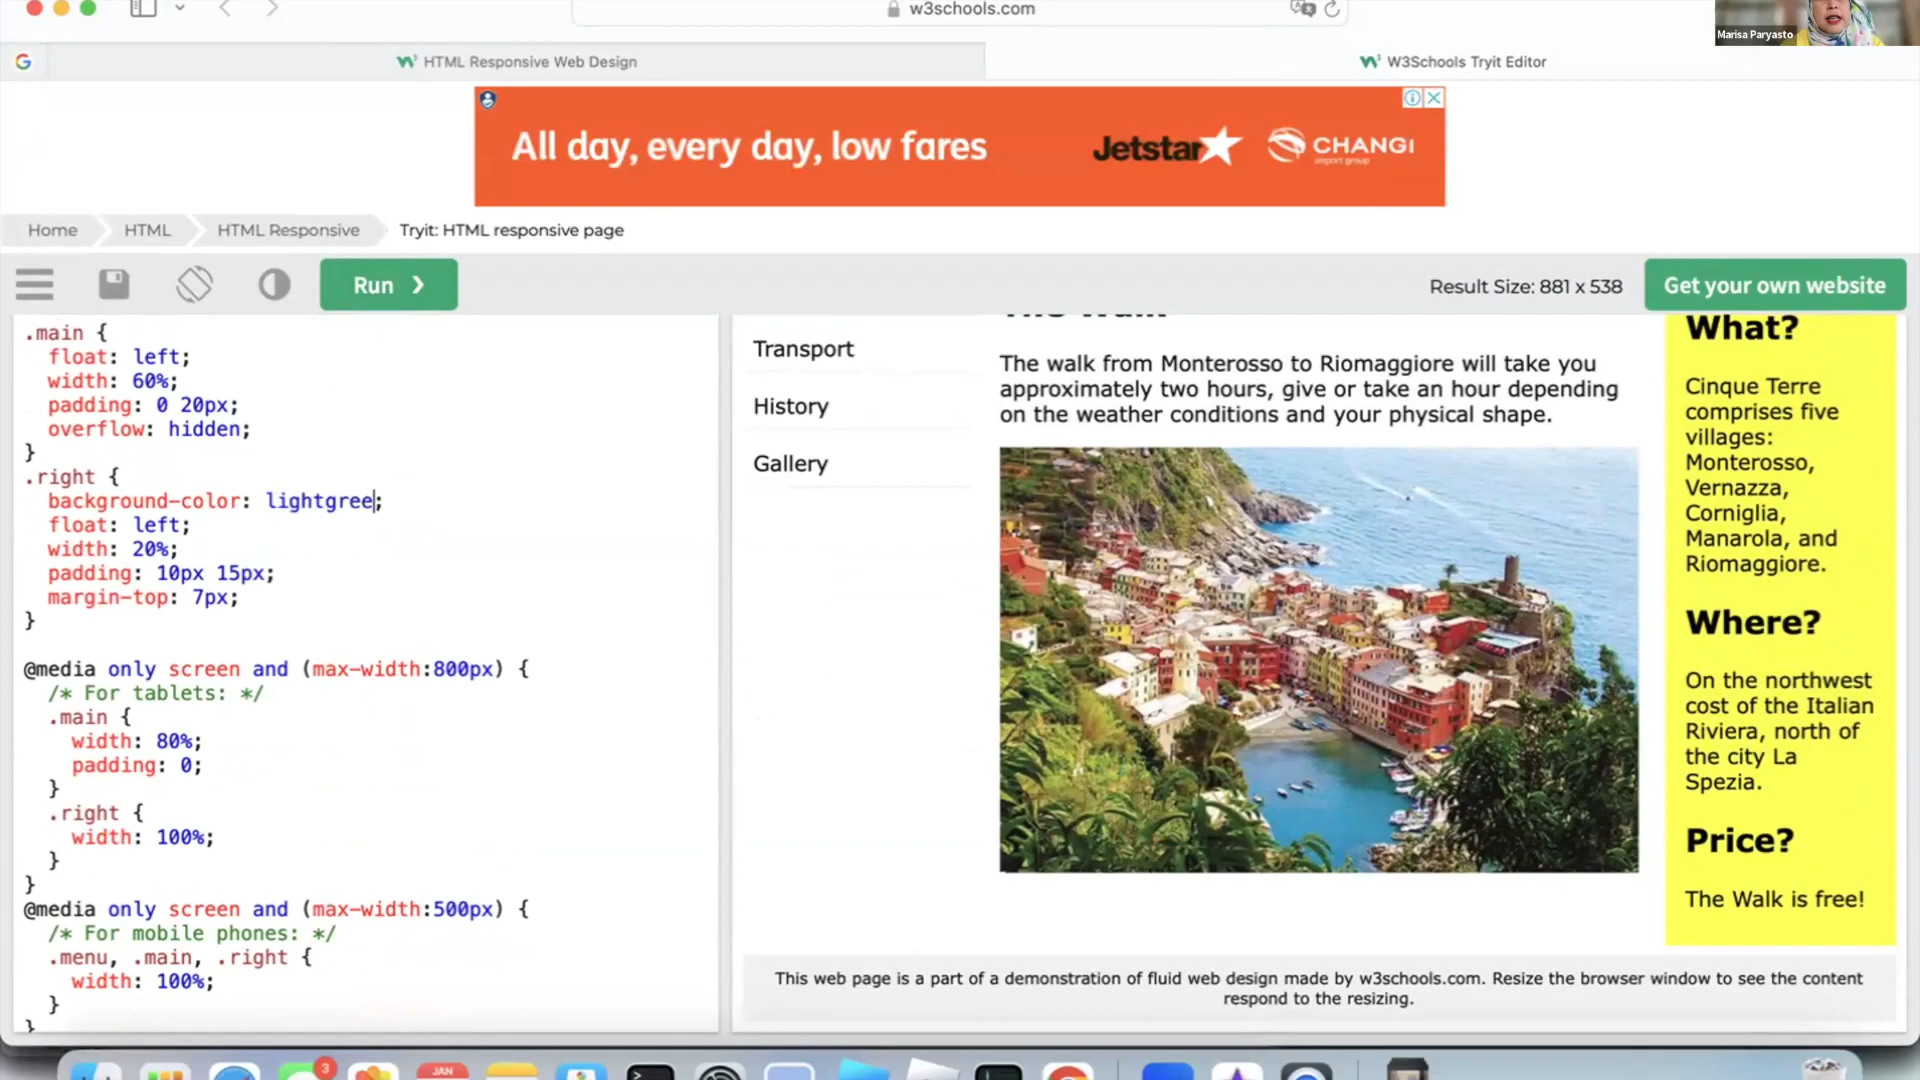 w3schools.com
Marisa Paryasto
HTML Responsive Web Design
W3Schools Tryit Editor
All day, every day, low fares
Jetstar
CHANGI
airport group
Home
HTML
HTML Responsive
Tryit: HTML responsive page
Run ❯
Result Size: 881 x 538
Get your own website
.main {
float: left;
width: 60%;
padding: 0 20px;
overflow: hidden;
}
.right {
background-color: lightgree;
float: left;
width: 20%;
padding: 10px 15px;
margin-top: 7px;
}
@media only screen and (max-width:800px) {
/* For tablets: */
.main {
width: 80%;
padding: 0;
}
.right {
width: 100%;
}
}
@media only screen and (max-width:500px) {
/* For mobile phones: */
.menu, .main, .right {
width: 100%;
}
}
Transport
History
Gallery
The walk from Monterosso to Riomaggiore will take you
approximately two hours, give or take an hour depending
on the weather conditions and your physical shape.
What?
Cinque Terre
comprises five
villages:
Monterosso,
Vernazza,
Corniglia,
Manarola, and
Riomaggiore.
Where?
On the northwest
cost of the Italian
Riviera, north of
the city La
Spezia.
Price?
The Walk is free!
This web page is a part of a demonstration of fluid web design made by w3schools.com. Resize the browser window to see the content
respond to the resizing.
3
JAN